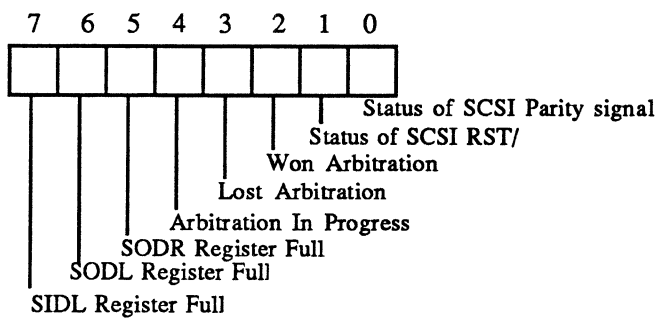 7 6 5 4 3 2 1 0
Status of SCSI Parity signal
Status of SCSI RST/
Won Arbitration
Lost Arbitration
Arbitration In Progress
SODR Register Full
SODL Register Full
SIDL Register Full